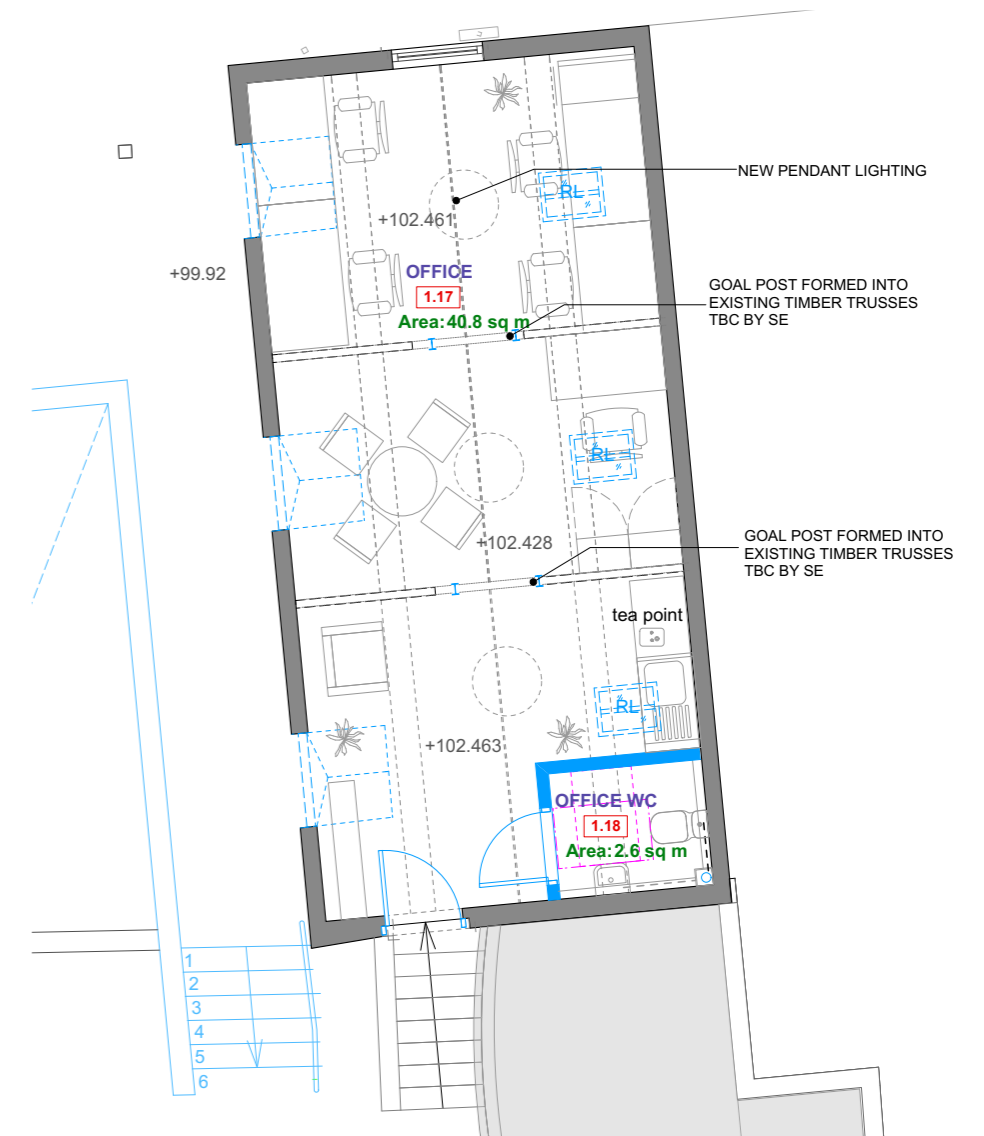 NEW PENDANT LIGHTING
RL
+102.461
+99.92
OFFICE
1.17
Area: 40.8 sq m
GOAL POST FORMED INTO
EXISTING TIMBER TRUSSES
TBC BY SE
RL
+102.428
GOAL POST FORMED INTO
EXISTING TIMBER TRUSSES
TBC BY SE
tea point
RL
+102.463
OFFICE WC
1.18
Area: 2.6 sq m
1
2
3
4
5
6